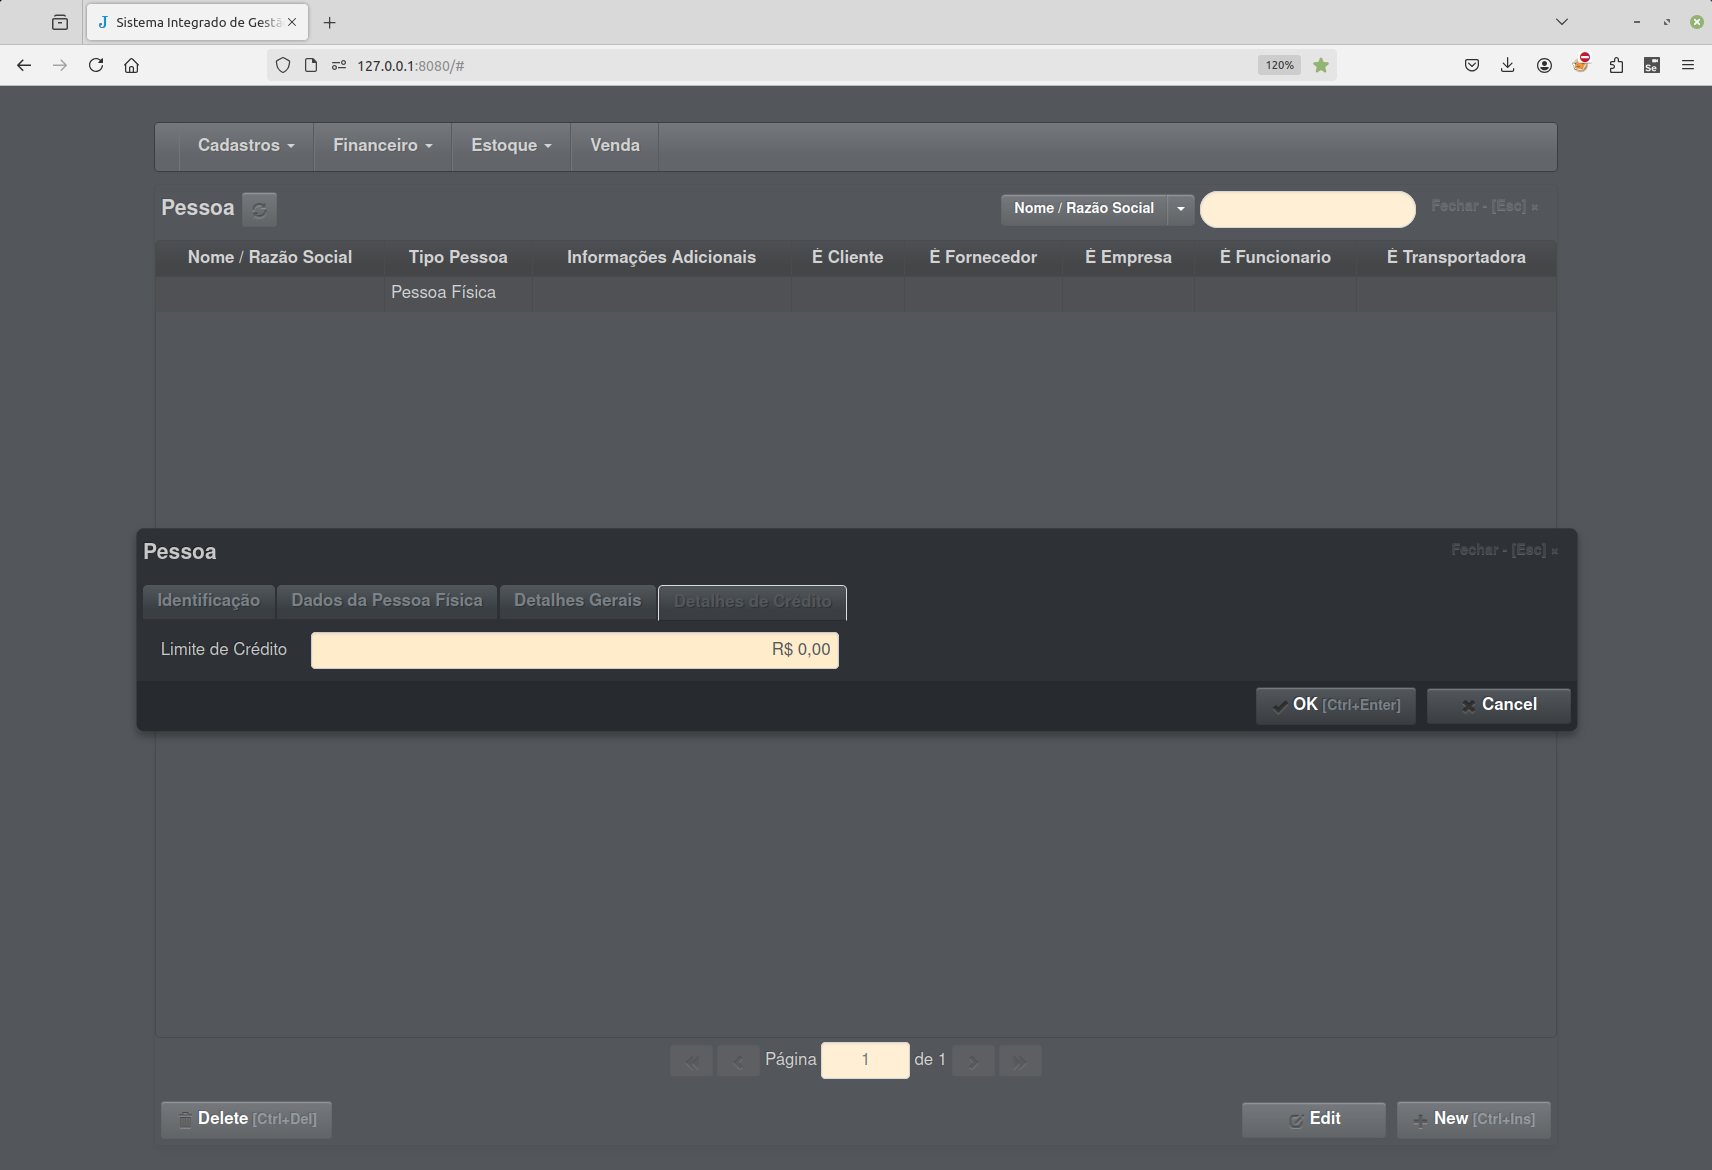 Sistema Integrado de Gestã
127.0.0.1:8080/#
120%
Se
Cadastros Financeiro Estoque Venda
Pessoa Nome / Razão Social Fechar - [Esc] ×
Nome / Razão Social Tipo Pessoa Informações Adicionais É Cliente É Fornecedor É Empresa É Funcionario É Transportadora
Pessoa Física
Pessoa Fechar - [Esc] ×
Identificação Dados da Pessoa Física Detalhes Gerais Detalhes de Crédito
Limite de Crédito R$ 0,00
OK [Ctrl+Enter] Cancel
Página 1 de 1
Delete [Ctrl+Del] Edit New [Ctrl+Ins]